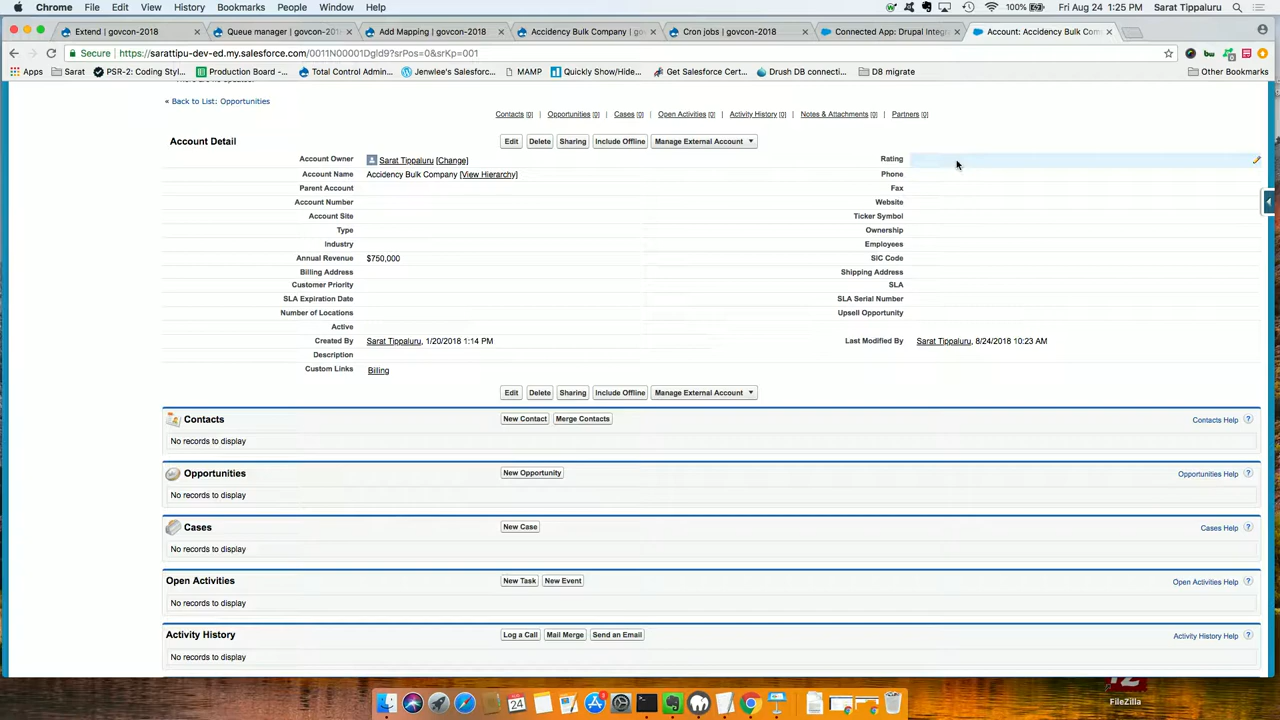 Chrome File Edit View History Bookmarks People Window Help 100% Fri Aug 24 1:25 PM Sarat Tippaluru
Extend | govcon-2018 × Queue manager | govcon-2018 × Add Mapping | govcon-2018 × Accidency Bulk Company | gov × Cron jobs | govcon-2018 × Connected App: Drupal Integra × Account: Accidency Bulk Com ×
Secure https://sarattipu-dev-ed.my.salesforce.com/0011N00001Dgld9?srPos=0&srKp=001
Apps Sarat PSR-2: Coding Styl... Production Board -... Total Control Admin... Jenwlee's Salesforc... MAMP Quickly Show/Hide... Get Salesforce Cert... Drush DB connecti... D8 migrate Other Bookmarks
« Back to List: Opportunities
Contacts [0] | Opportunities [0] | Cases [0] | Open Activities [0] | Activity History [0] | Notes & Attachments [0] | Partners [0]
Account Detail Edit Delete Sharing Include Offline Manage External Account
Account Owner Sarat Tippaluru [Change] Rating
Account Name Accidency Bulk Company [View Hierarchy] Phone
Parent Account Fax
Account Number Website
Account Site Ticker Symbol
Type Ownership
Industry Employees
Annual Revenue $750,000 SIC Code
Billing Address Shipping Address
Customer Priority SLA
SLA Expiration Date SLA Serial Number
Number of Locations Upsell Opportunity
Active
Created By Sarat Tippaluru, 1/20/2018 1:14 PM Last Modified By Sarat Tippaluru, 8/24/2018 10:23 AM
Description
Custom Links Billing
Edit Delete Sharing Include Offline Manage External Account
Contacts New Contact Merge Contacts Contacts Help ?
No records to display
Opportunities New Opportunity Opportunities Help ?
No records to display
Cases New Case Cases Help ?
No records to display
Open Activities New Task New Event Open Activities Help ?
No records to display
Activity History Log a Call Mail Merge Send an Email Activity History Help ?
No records to display
24
FileZilla